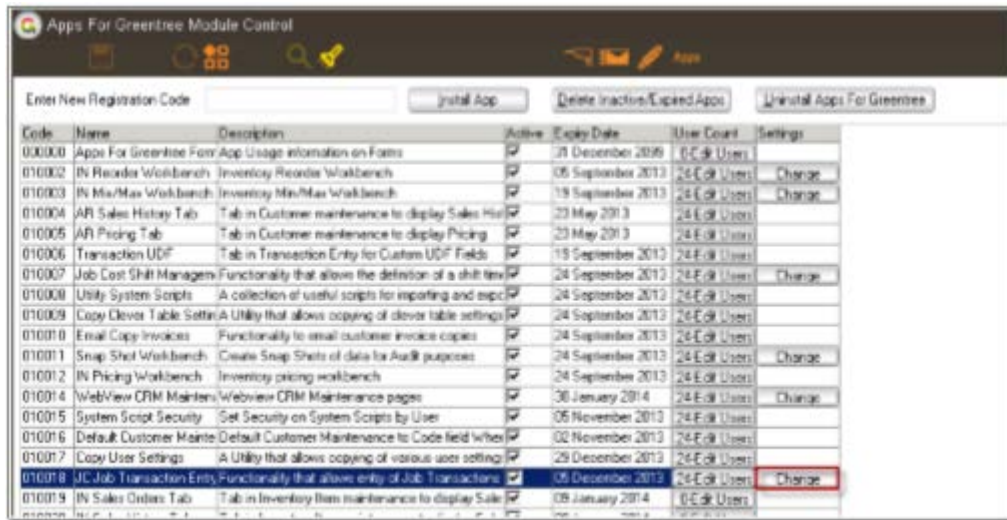 Apps For Greentree Module Control
Apps
Enter New Registration Code Install App Delete Inactive/Expired Apps Uninstall Apps For Greentree
Code Name Description Active Expiry Date User Count Settings
000000 Apps For Greentree Form App Usage information on Forms 31 December 2099 0-Edit Users
010002 IN Reorder Workbench Inventory Reorder Workbench 05 September 2013 24-Edit Users Change
010003 IN Min/Max Workbench Inventory Min/Max Workbench 19 September 2013 24-Edit Users Change
010004 AR Sales History Tab Tab in Customer maintenance to display Sales Hist 23 May 2013 24-Edit Users
010005 AR Pricing Tab Tab in Customer maintenance to display Pricing 23 May 2013 24-Edit Users
010006 Transaction UDF Tab in Transaction Entry for Custom UDF Fields 19 September 2013 24-Edit Users
010007 Job Cost Shift Managem Functionality that allows the definition of a shift time 24 September 2013 24-Edit Users Change
010008 Utility System Scripts A collection of useful scripts for importing and expo 24 September 2013 24-Edit Users
010009 Copy Clever Table Settin A Utility that allows copying of clever table settings 24 September 2013 24-Edit Users
010010 Email Copy Invoices Functionality to email customer invoice copies 24 September 2013 24-Edit Users
010011 Snap Shot Workbench Create Snap Shots of data for Audit purposes 24 September 2013 24-Edit Users Change
010012 IN Pricing Workbench Inventory pricing workbench 24 September 2013 24-Edit Users
010014 WebView CRM Mainten Webview CRM Maintenance pages 30 January 2014 24-Edit Users Change
010015 System Script Security Set Security on System Scripts by User 05 November 2013 24-Edit Users
010016 Default Customer Mainte Default Customer Maintenance to Code field When 02 November 2013 24-Edit Users
010017 Copy User Settings A Utility that allows copying of various user settings 29 December 2013 24-Edit Users
010018 JC Job Transaction Entry Functionality that allows entry of Job Transactions 05 December 2013 24-Edit Users Change
010019 IN Sales Orders Tab Tab in Inventory Item maintenance to display Sale 09 January 2014 0-Edit Users